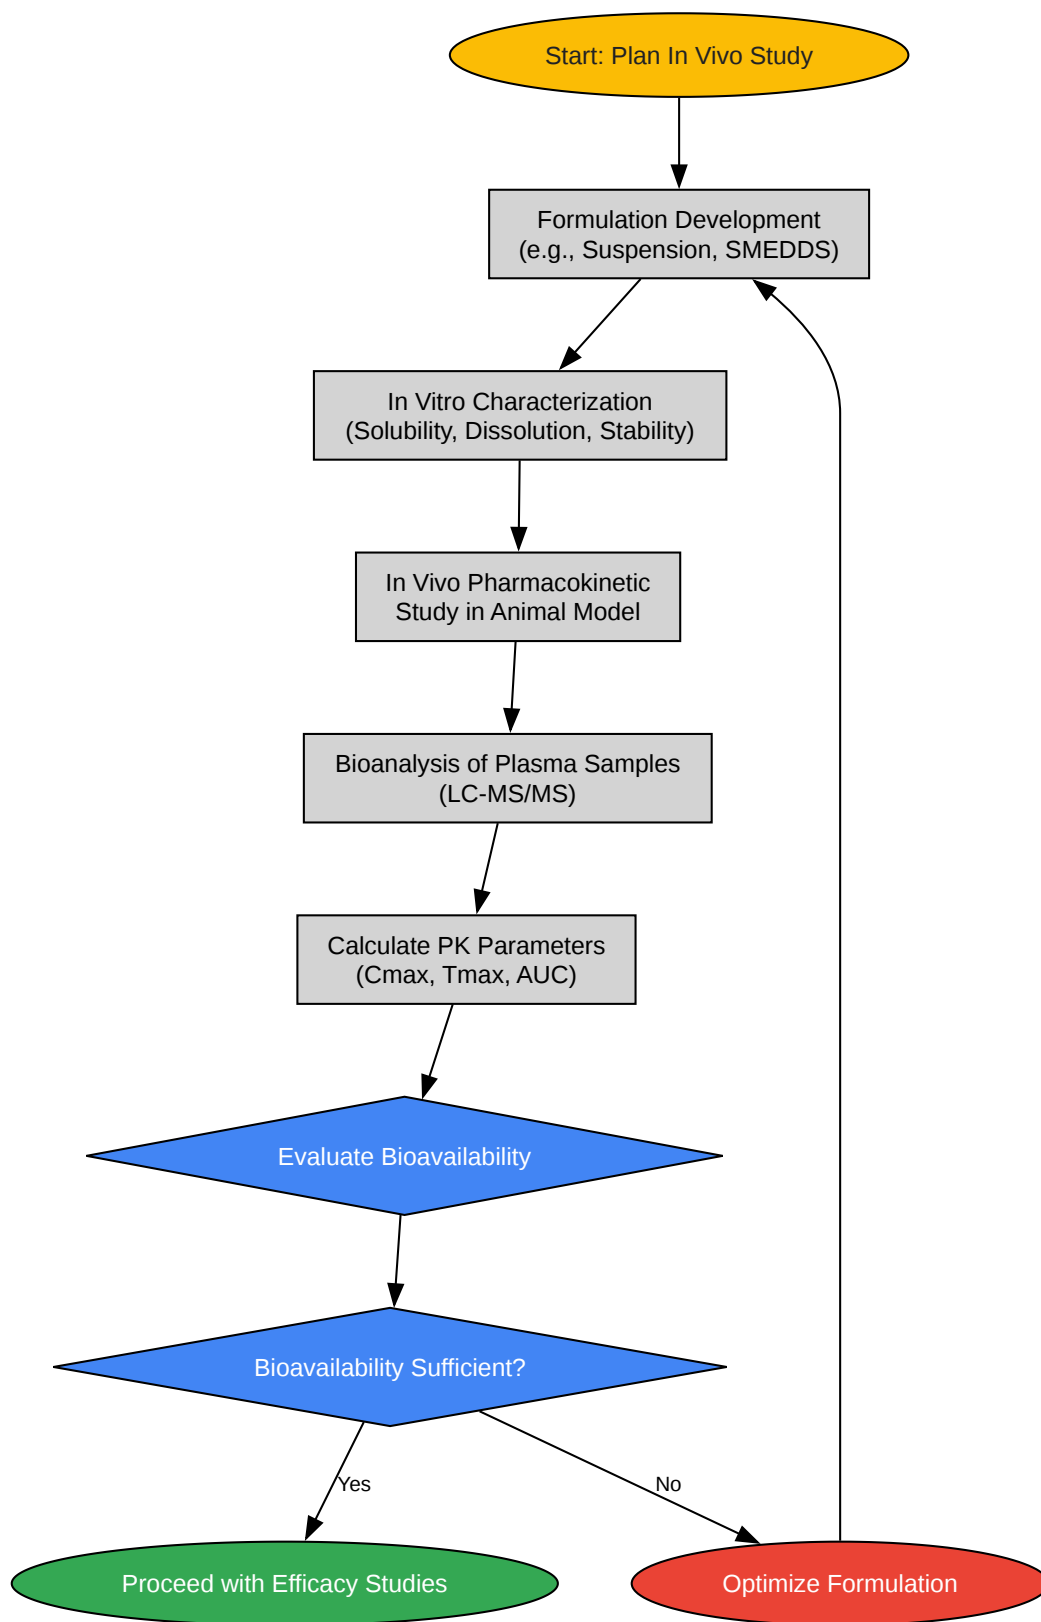 Start: Plan In Vivo Study
Formulation Development
(e.g., Suspension, SMEDDS)
In Vitro Characterization
(Solubility, Dissolution, Stability)
In Vivo Pharmacokinetic
Study in Animal Model
Bioanalysis of Plasma Samples
(LC-MS/MS)
Calculate PK Parameters
(Cmax, Tmax, AUC)
Evaluate Bioavailability
Bioavailability Sufficient?
Yes
No
Proceed with Efficacy Studies
Optimize Formulation